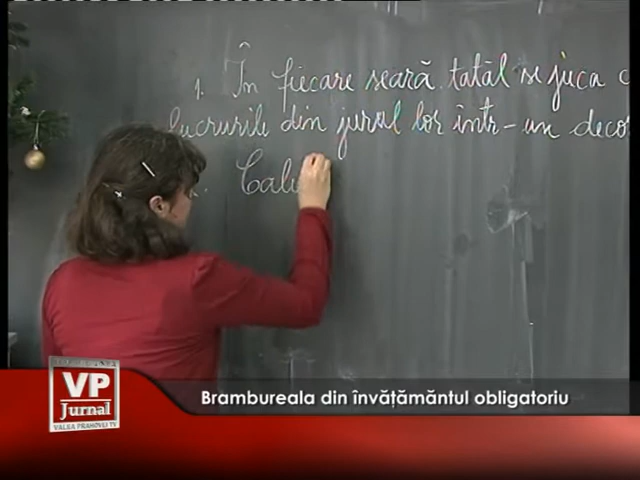 1. În fiecare seară tatăl se juca c
lucrurile din jurul lor într-un deco
Cali
VP
Jurnal
VALEA PRAHOVEI TV
Brambureala din învățământul obligatoriu